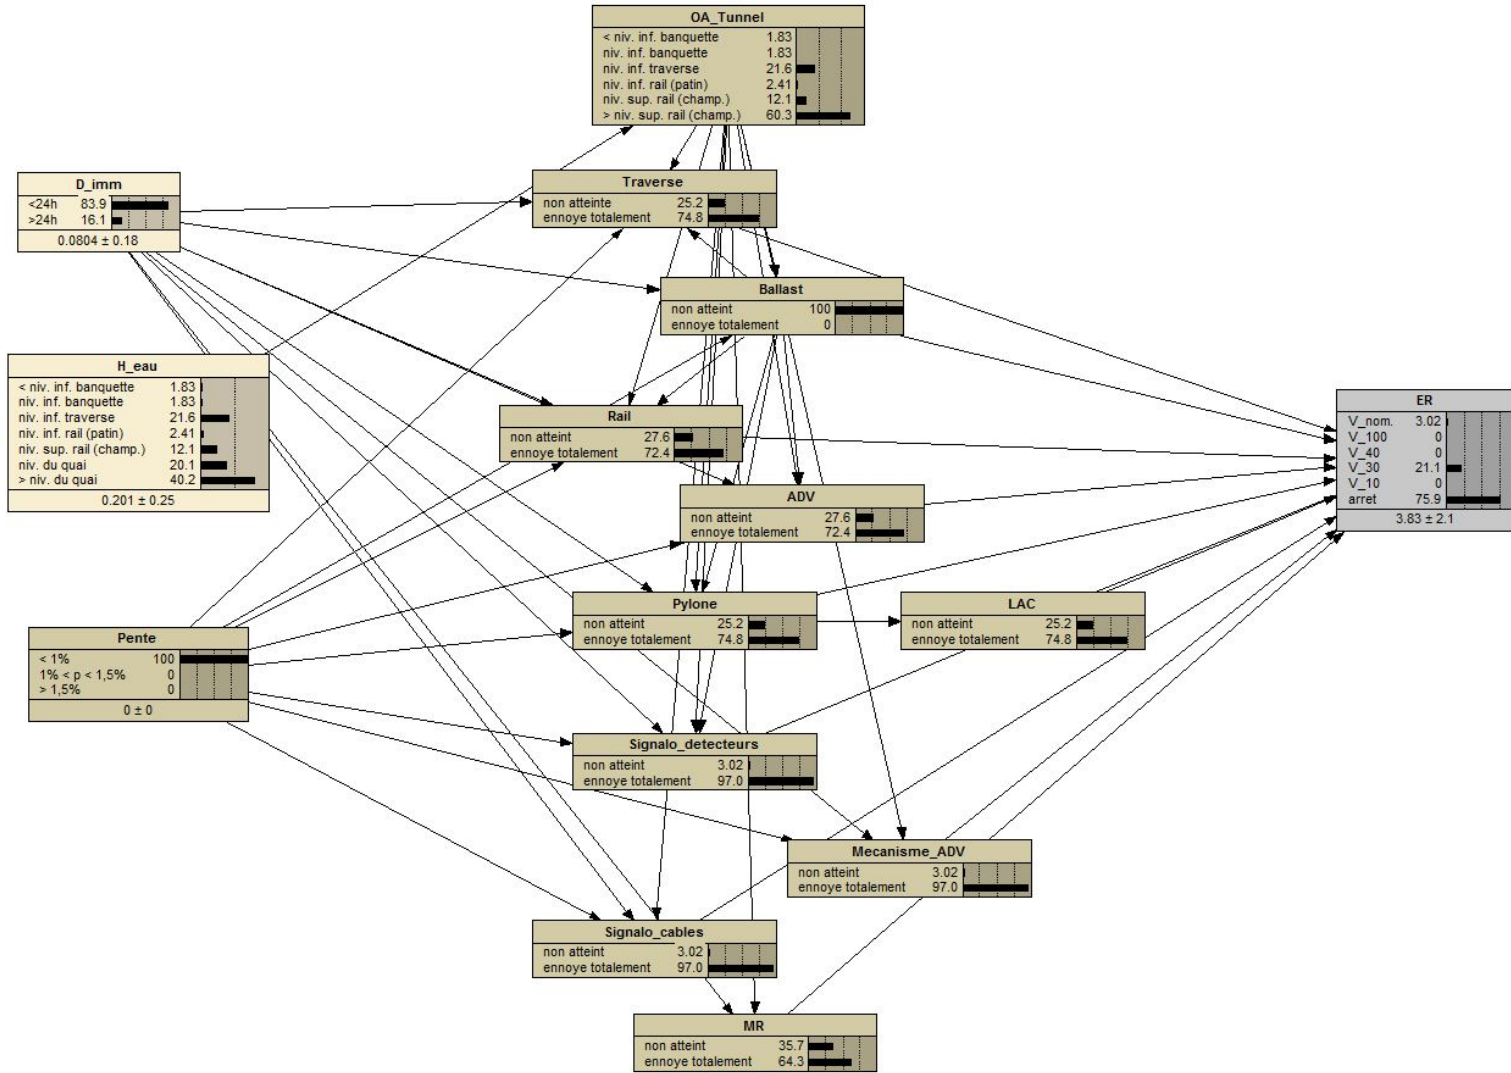 OA_Tunnel
< niv. inf. banquette 1.83
niv. inf. banquette 1.83
niv. inf. traverse 21.6
niv. inf. rail (patin) 2.41
niv. sup. rail (champ.) 12.1
> niv. sup. rail (champ.) 60.3
D_imm
<24h 83.9
>24h 16.1
0.0804 ± 0.18
Traverse
non atteinte 25.2
ennoye totalement 74.8
Ballast
non atteint 100
ennoye totalement 0
H_eau
< niv. inf. banquette 1.83
niv. inf. banquette 1.83
niv. inf. traverse 21.6
niv. inf. rail (patin) 2.41
niv. sup. rail (champ.) 12.1
niv. du quai 20.1
> niv. du quai 40.2
0.201 ± 0.25
Rail
non atteint 27.6
ennoye totalement 72.4
ER
V_nom. 3.02
V_100 0
V_40 0
V_30 21.1
V_10 0
arret 75.9
3.83 ± 2.1
ADV
non atteint 27.6
ennoye totalement 72.4
Pylone
non atteint 25.2
ennoye totalement 74.8
LAC
non atteint 25.2
ennoye totalement 74.8
Pente
< 1% 100
1% < p < 1,5% 0
> 1,5% 0
0 ± 0
Signalo_detecteurs
non atteint 3.02
ennoye totalement 97.0
Mecanisme_ADV
non atteint 3.02
ennoye totalement 97.0
Signalo_cables
non atteint 3.02
ennoye totalement 97.0
MR
non atteint 35.7
ennoye totalement 64.3